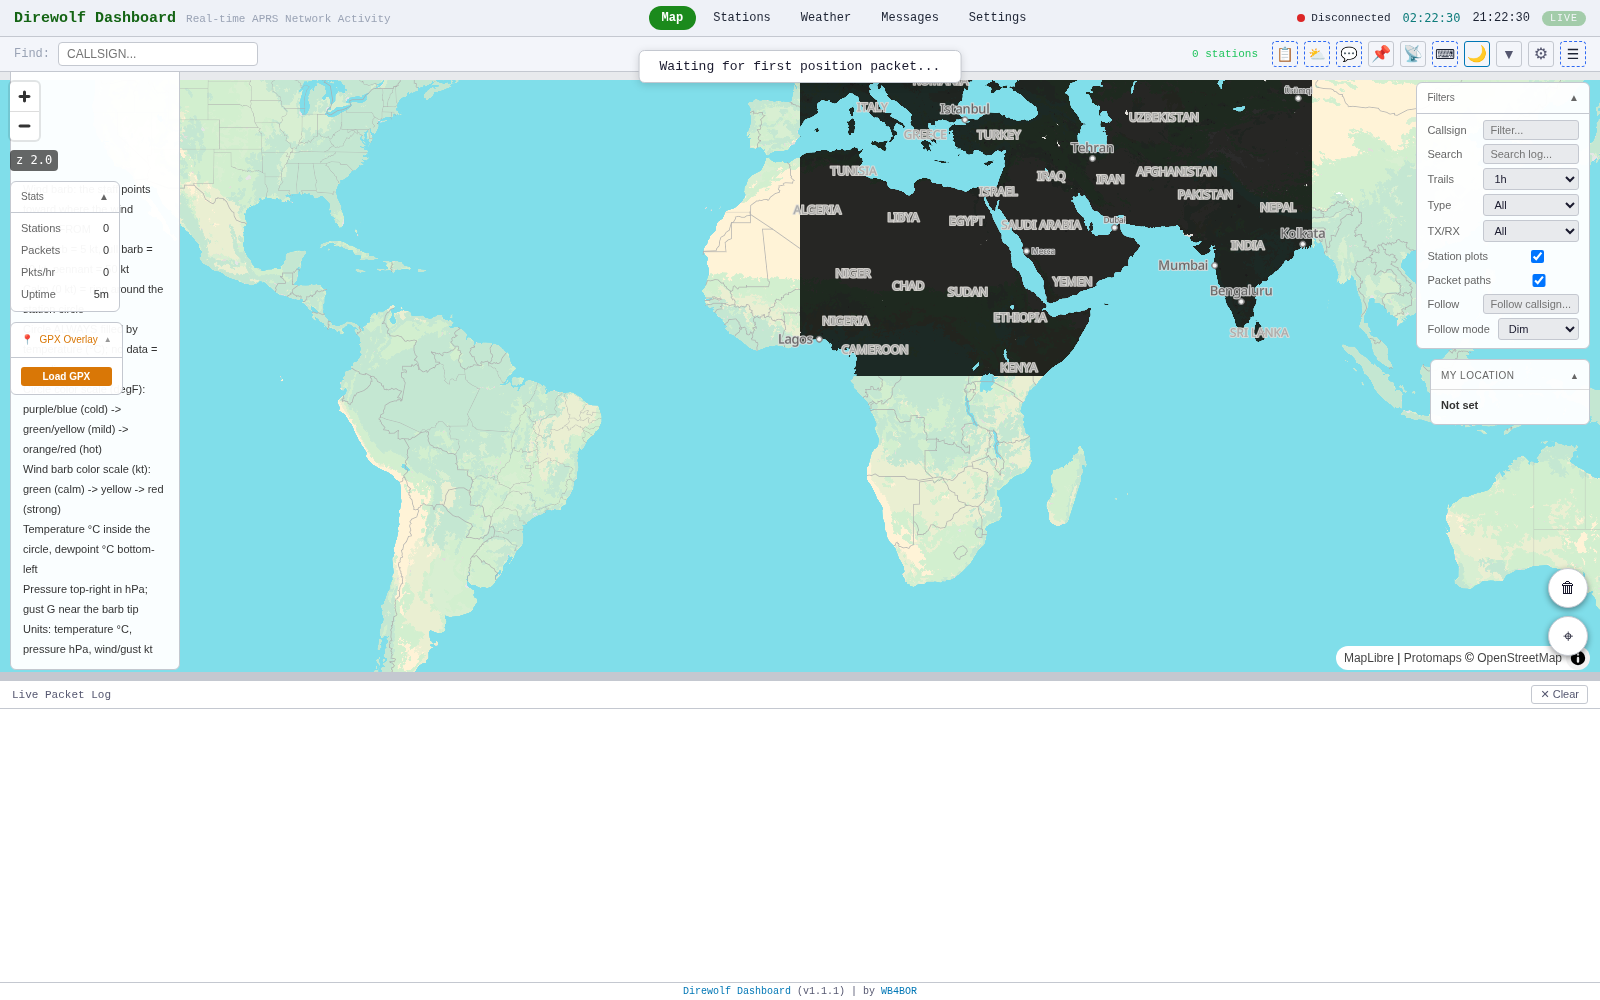 Direwolf Dashboard Real-time APRS Network Activity
Map Stations Weather Messages Settings
Disconnected 02:22:30 21:22:30 LIVE
Find: CALLSIGN...
Waiting for first position packet...
0 stations
z 2.0
Stats
Stations 0
Packets 0
Pkts/hr 0
Uptime 5m
GPX Overlay
Load GPX
points
barb =
kt
by
data =
purple/blue (cold) ->
green/yellow (mild) ->
orange/red (hot)
Wind barb color scale (kt):
green (calm) -> yellow -> red
(strong)
Temperature °C inside the
circle, dewpoint °C bottom-
left
Pressure top-right in hPa;
gust G near the barb tip
Units: temperature °C,
pressure hPa, wind/gust kt
ITALY
Istanbul
GREECE
TURKEY
UZBEKISTAN
Tehran
TUNISIA
IRAQ
IRAN
AFGHANISTAN
ISRAEL
PAKISTAN
ALGERIA
LIBYA
EGYPT
SAUDI ARABIA
Dubai
NEPAL
Kolkata
Mecca
INDIA
Mumbai
NIGER
CHAD
SUDAN
YEMEN
Bengaluru
NIGERIA
ETHIOPIA
SRI LANKA
Lagos
CAMEROON
KENYA
Filters
Callsign Filter...
Search Search log...
Trails 1h
Type All
TX/RX All
Station plots
Packet paths
Follow Follow callsign...
Follow mode Dim
MY LOCATION
Not set
MapLibre | Protomaps © OpenStreetMap
Live Packet Log
✕ Clear
Direwolf Dashboard (v1.1.1) | by WB4BOR